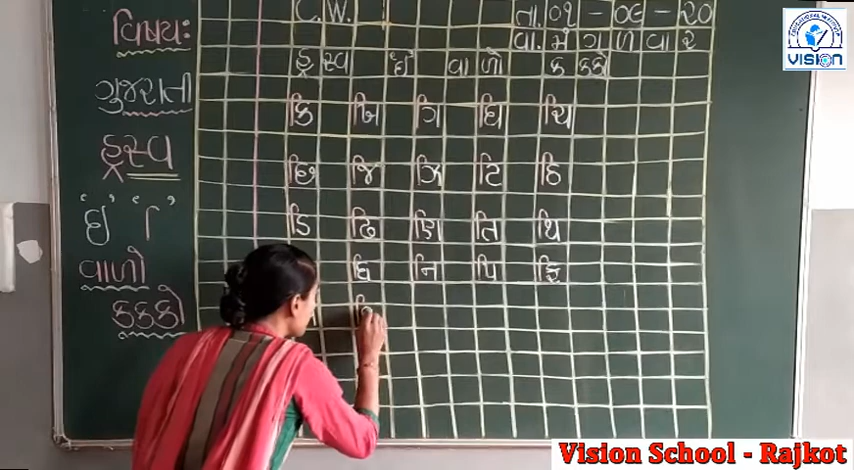 વિષય:
ગુજરાતી
હ્રસ્વ
'ઇ' 'િ'
વાળો
કક્કો
C.W. તા. ૦૧ - ૦૯ - ૨૦
વા. મંગળવાર
હ્રસ્વ 'ઇ' વાળો કક્કો
કિ ખિ ગિ ઘિ ચિ
છિ જિ ઝિ ટિ ઠિ
ડિ ઢિ ણિ તિ થિ
ધિ નિ પિ ફિ
VISION
Vision School - Rajkot